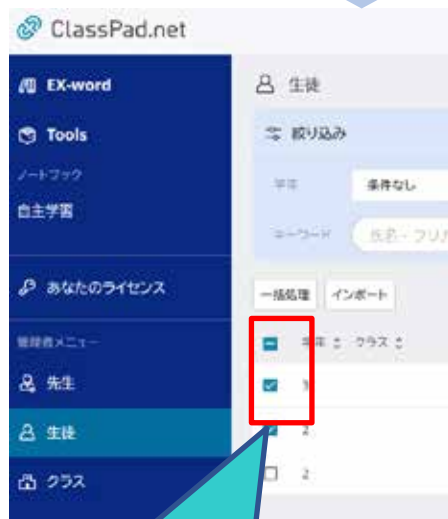 ClassPad.net
EX-word
生徒
Tools
絞り込み
ノートブック
学年
条件なし
自主学習
キーワード
氏名・フリガ
あなたのライセンス
一括処理
インポート
管理者メニュー
クラス
先生
3
生徒
2
クラス
2